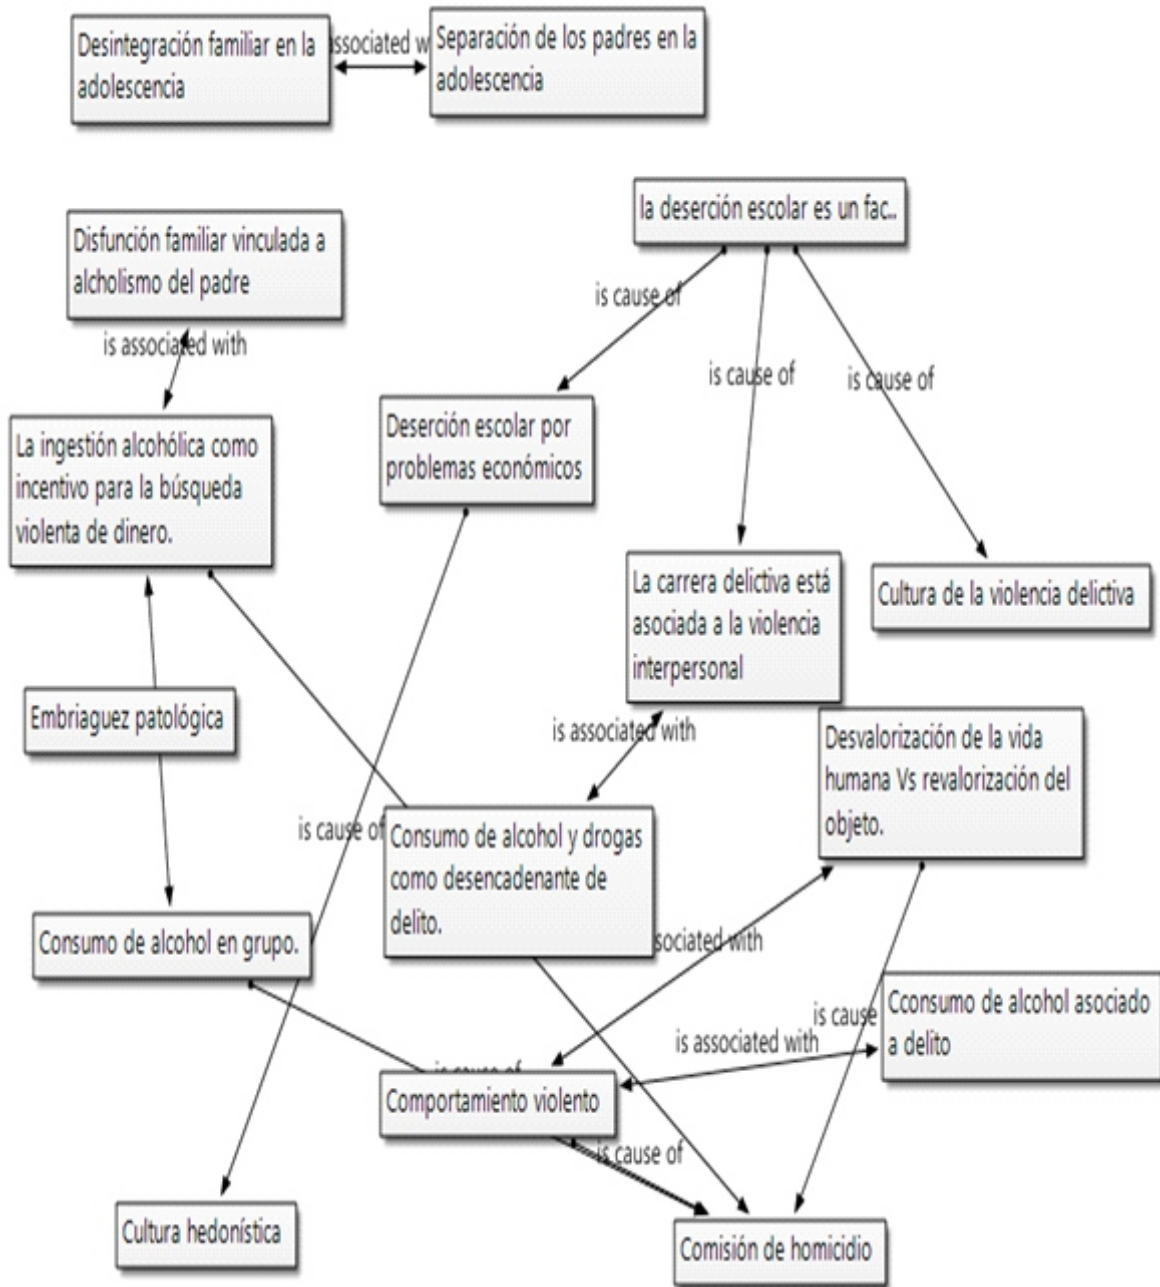 Desintegración familiar en la
adolescencia
associated w
Separación de los padres en la
adolescencia
la deserción escolar es un fac..
Disfunción familiar vinculada a
alcholismo del padre
is associated with
is cause of
is cause of
is cause of
La ingestión alcohólica como
incentivo para la búsqueda
violenta de dinero.
Deserción escolar por
problemas económicos
La carrera delictiva está
asociada a la violencia
interpersonal
Cultura de la violencia delictiva
Embriaguez patológica
is associated with
Desvalorización de la vida
humana Vs revalorización del
objeto.
is cause of
Consumo de alcohol y drogas
como desencadenante de
delito.
Consumo de alcohol en grupo.
sociated with
Cconsumo de alcohol asociado
a delito
is cause
is associated with
is cause of
Comportamiento violento
is cause of
Cultura hedonística
Comisión de homicidio